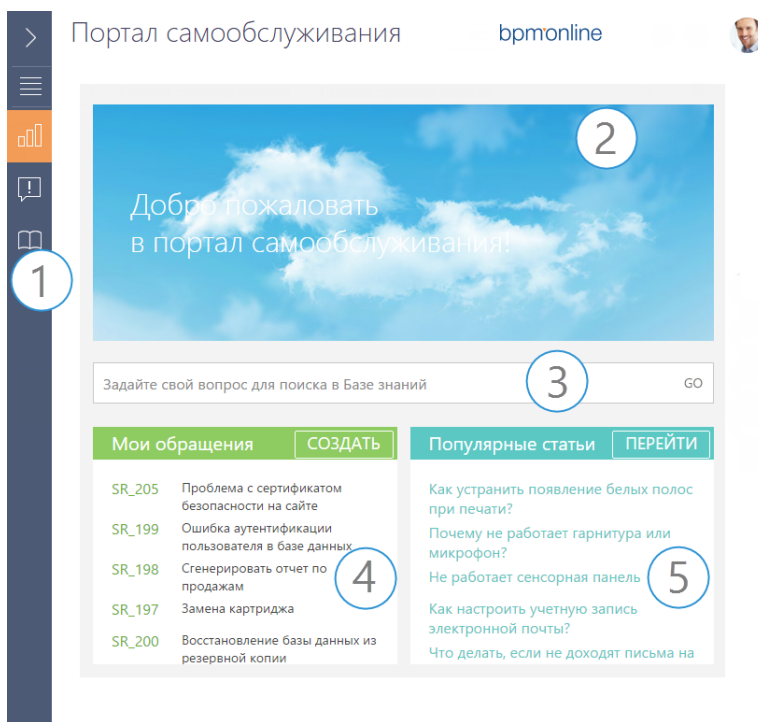 Портал самообслуживания
bpm'online
2
Добро пожаловать
в портал самообслуживания!
1
Задайте свой вопрос для поиска в Базе знаний
3
GO
Мои обращения
СОЗДАТЬ
SR_205 Проблема с сертификатом
безопасности на сайте
SR_199 Ошибка аутентификации
пользователя в базе данных
SR_198 Сгенерировать отчет по
продажам
4
SR_197 Замена картриджа
SR_200 Восстановление базы данных из
резервной копии
Популярные статьи
ПЕРЕЙТИ
Как устранить появление белых полос
при печати?
Почему не работает гарнитура или
микрофон?
Не работает сенсорная панель
5
Как настроить учетную запись
электронной почты?
Что делать, если не доходят письма на